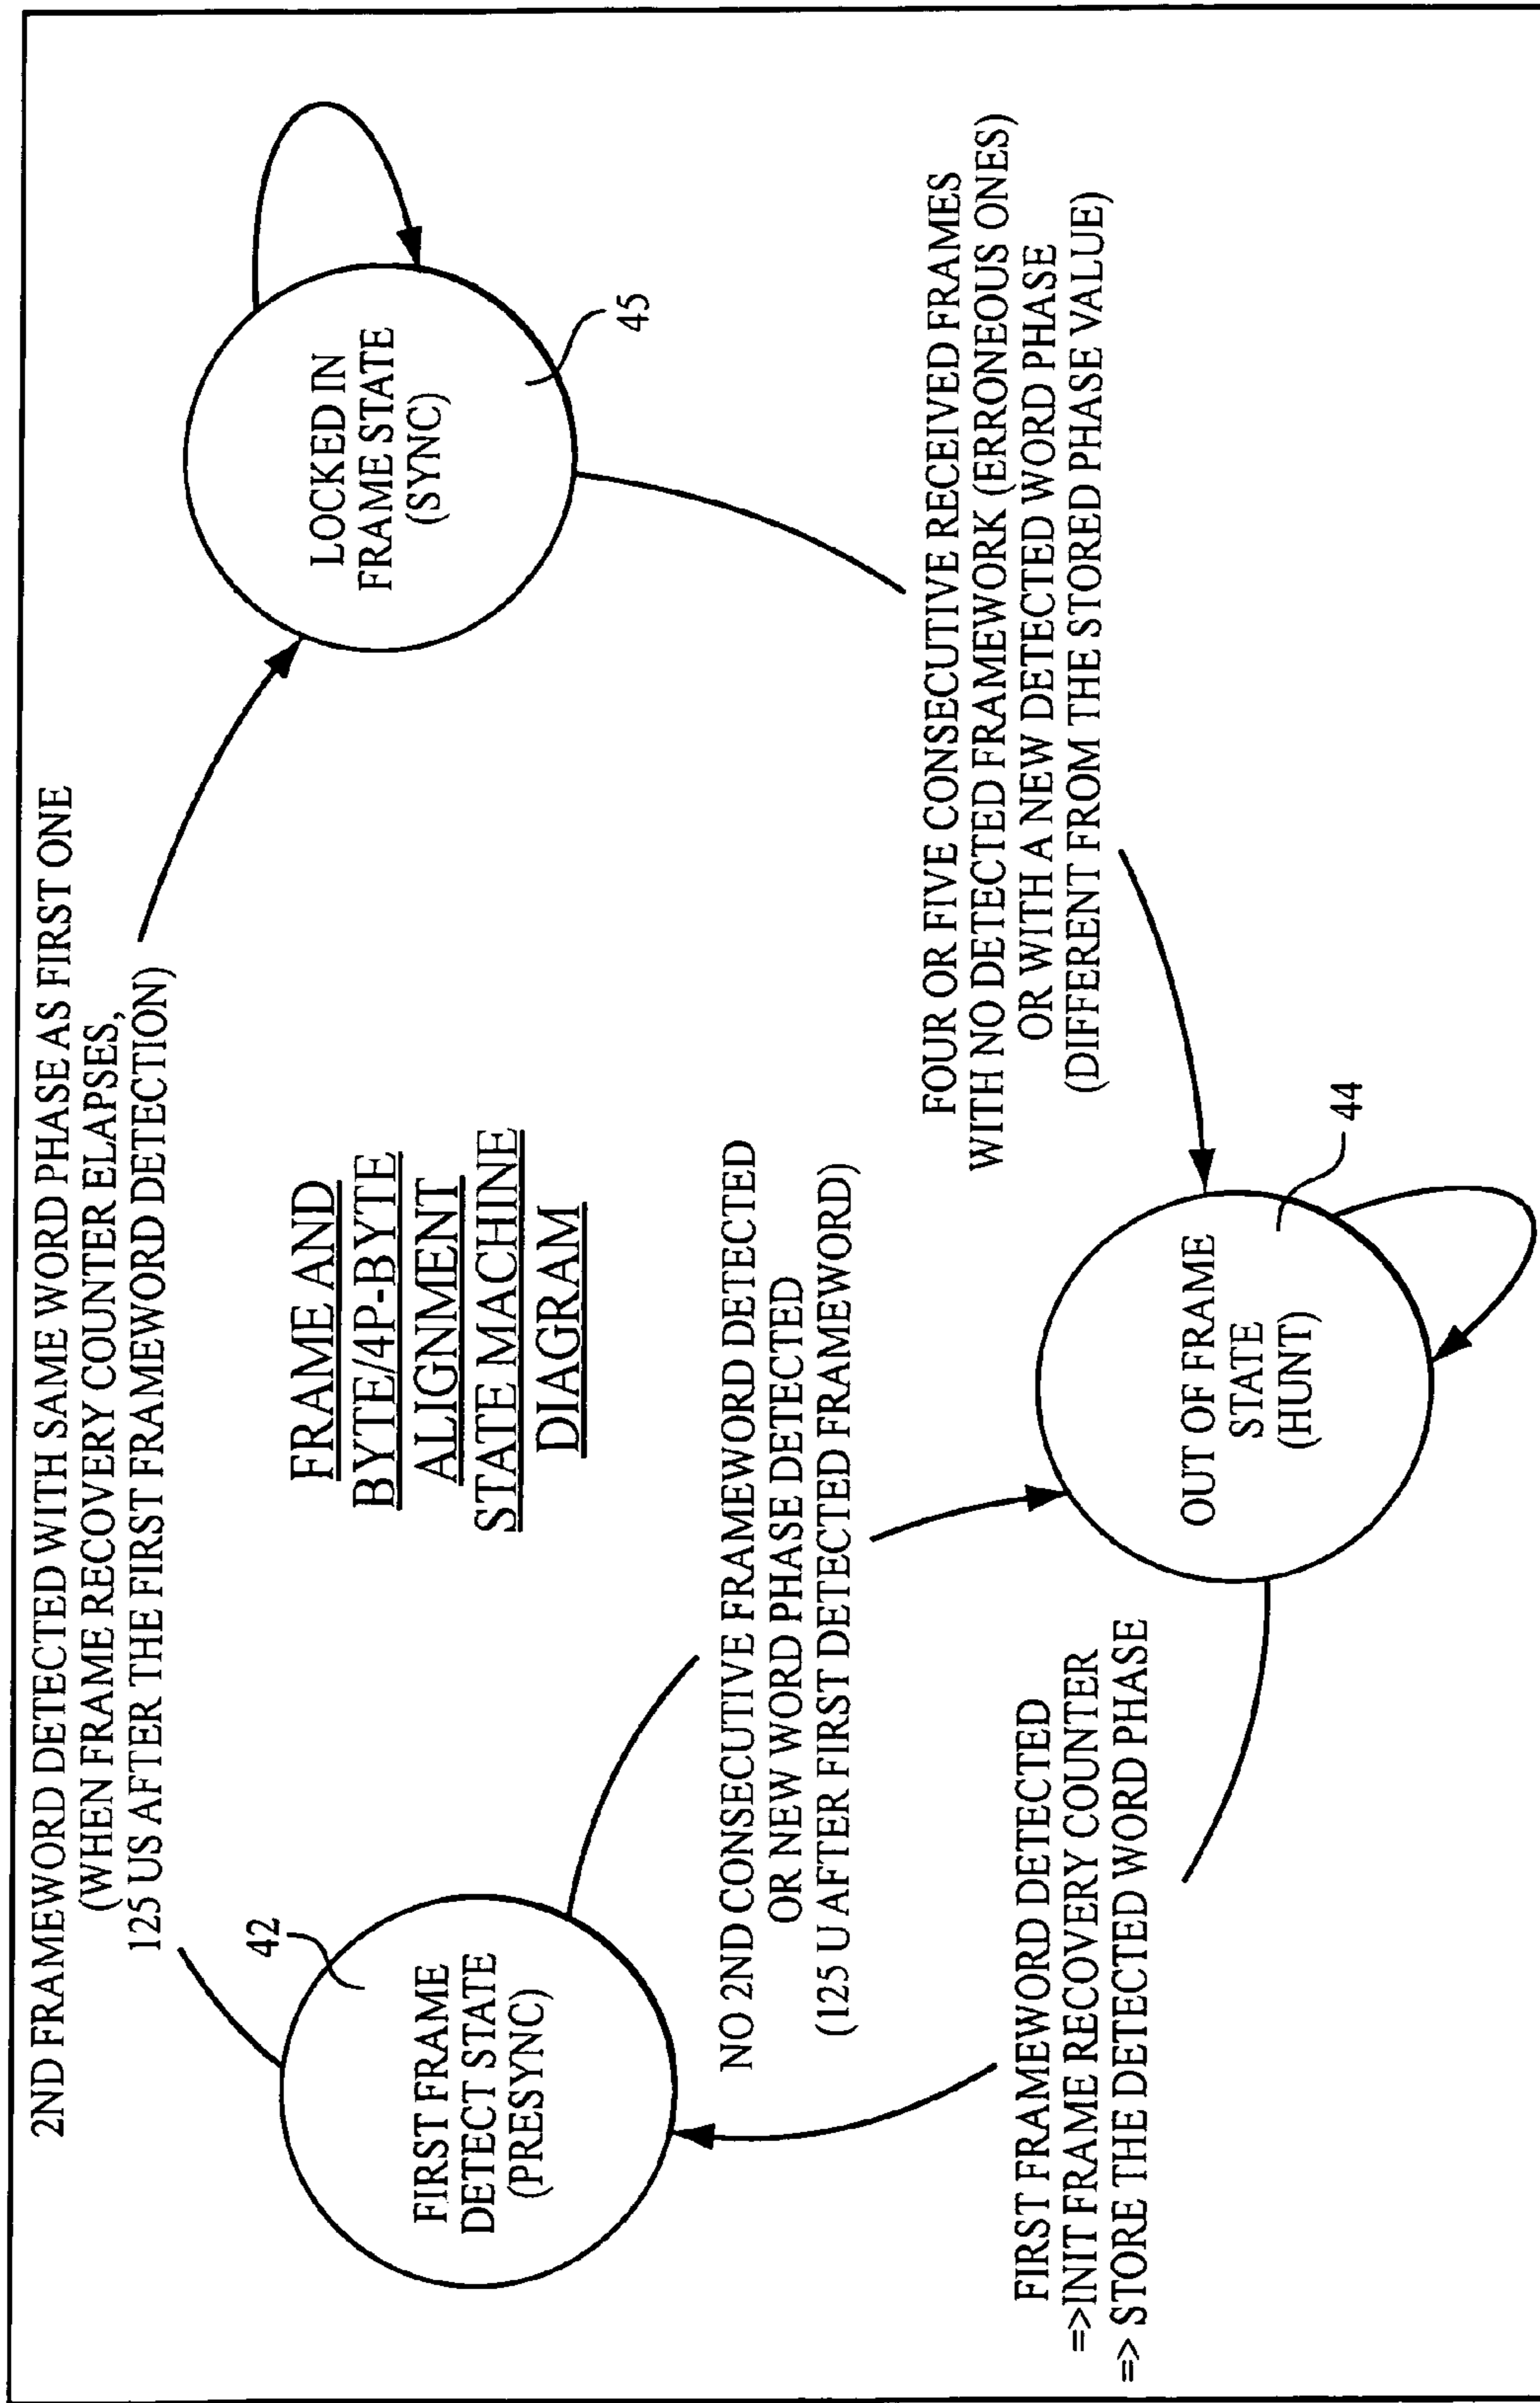 2ND FRAMEWORD DETECTED WITH SAME WORD PHASE AS FIRST ONE
(WHEN FRAME RECOVERY COUNTER ELAPSES,
125 US AFTER THE FIRST FRAMEWORD DETECTION)
42
FIRST FRAME
DETECT STATE
(PRESYNC)
FRAME AND
BYTE/4P-BYTE
ALIGNMENT
STATE MACHINE
DIAGRAM
LOCKED IN
FRAME STATE
(SYNC)
45
NO 2ND CONSECUTIVE FRAMEWORD DETECTED
OR NEW WORD PHASE DETECTED
(125 U AFTER FIRST DETECTED FRAMEWORD)
FOUR OR FIVE CONSECUTIVE RECEIVED FRAMES
WITH NO DETECTED FRAMEWORK (ERRONEOUS ONES)
OR WITH A NEW DETECTED WORD PHASE
(DIFFERENT FROM THE STORED PHASE VALUE)
FIRST FRAMEWORD DETECTED
=>INIT FRAME RECOVERY COUNTER
=> STORE THE DETECTED WORD PHASE
OUT OF FRAME
STATE
(HUNT)
44